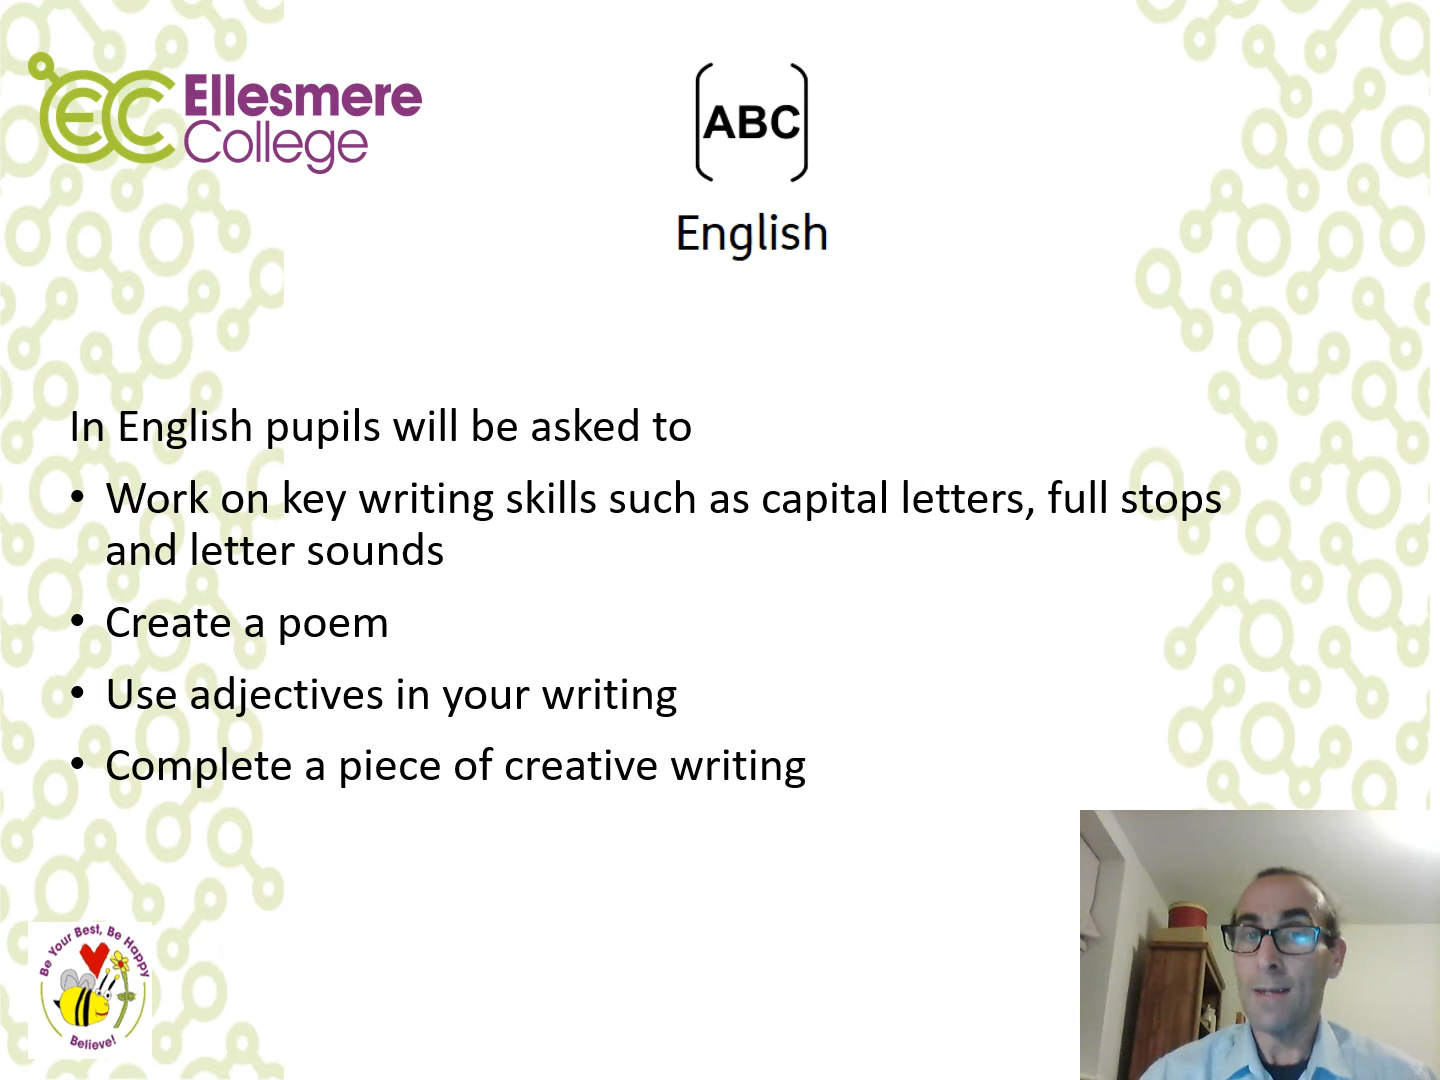 Ellesmere
College
ABC
English
In English pupils will be asked to
• Work on key writing skills such as capital letters, full stops
and letter sounds
• Create a poem
• Use adjectives in your writing
• Complete a piece of creative writing
Be Your Best, Be Happy
Believe!